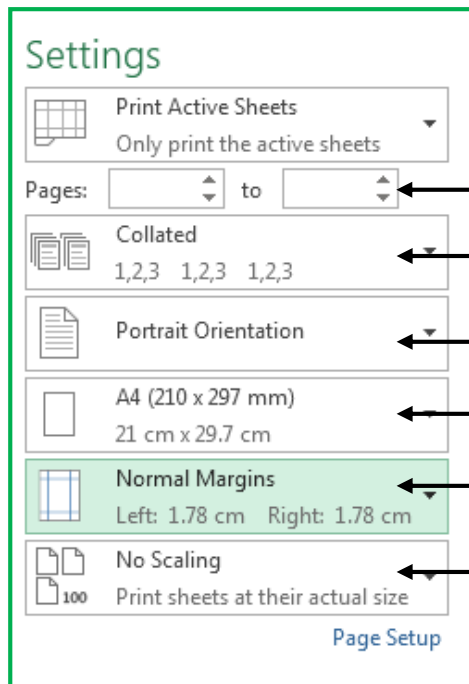 Settings
Print Active Sheets
Only print the active sheets
Pages: to
Collated
1,2,3 1,2,3 1,2,3
Portrait Orientation
A4 (210 x 297 mm)
21 cm x 29.7 cm
Normal Margins
Left: 1.78 cm Right: 1.78 cm
No Scaling
100
Print sheets at their actual size
Page Setup